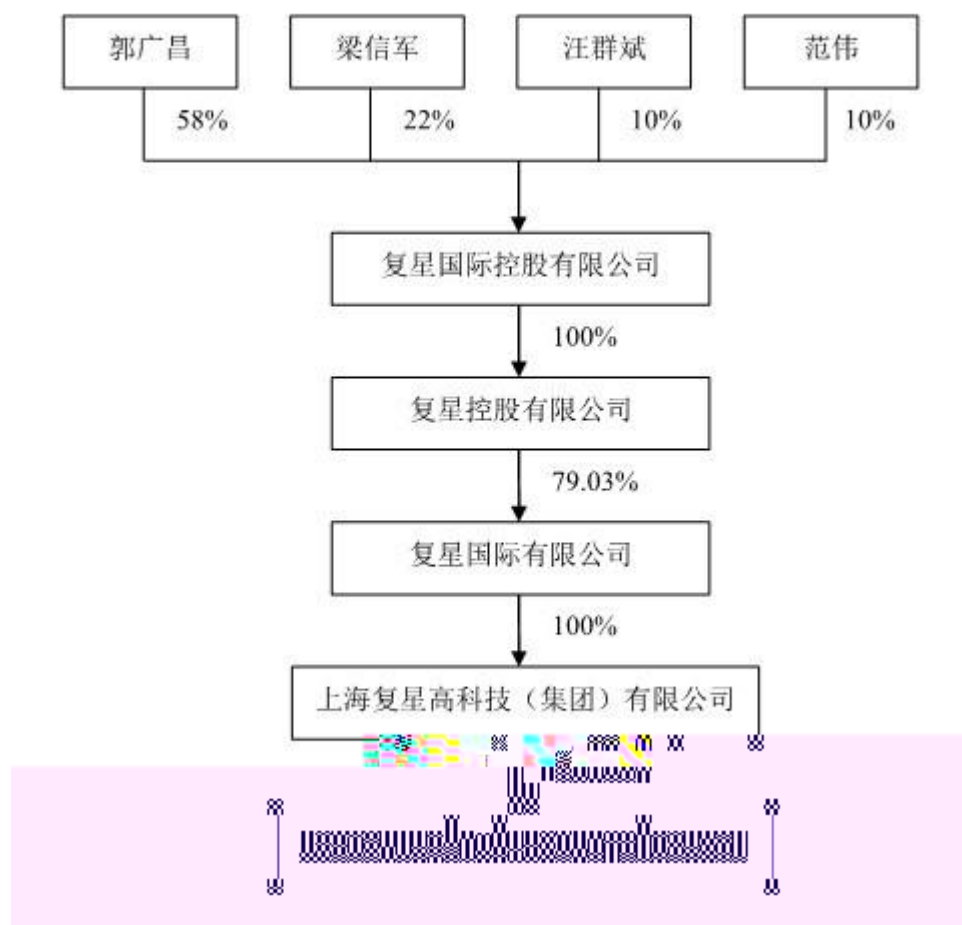 郭广昌 梁信军 汪群斌 范伟
58% 22% 10% 10%
复星国际控股有限公司
100%
复星控股有限公司
79.03%
复星国际有限公司
100%
上海复星高科技（集团）有限公司